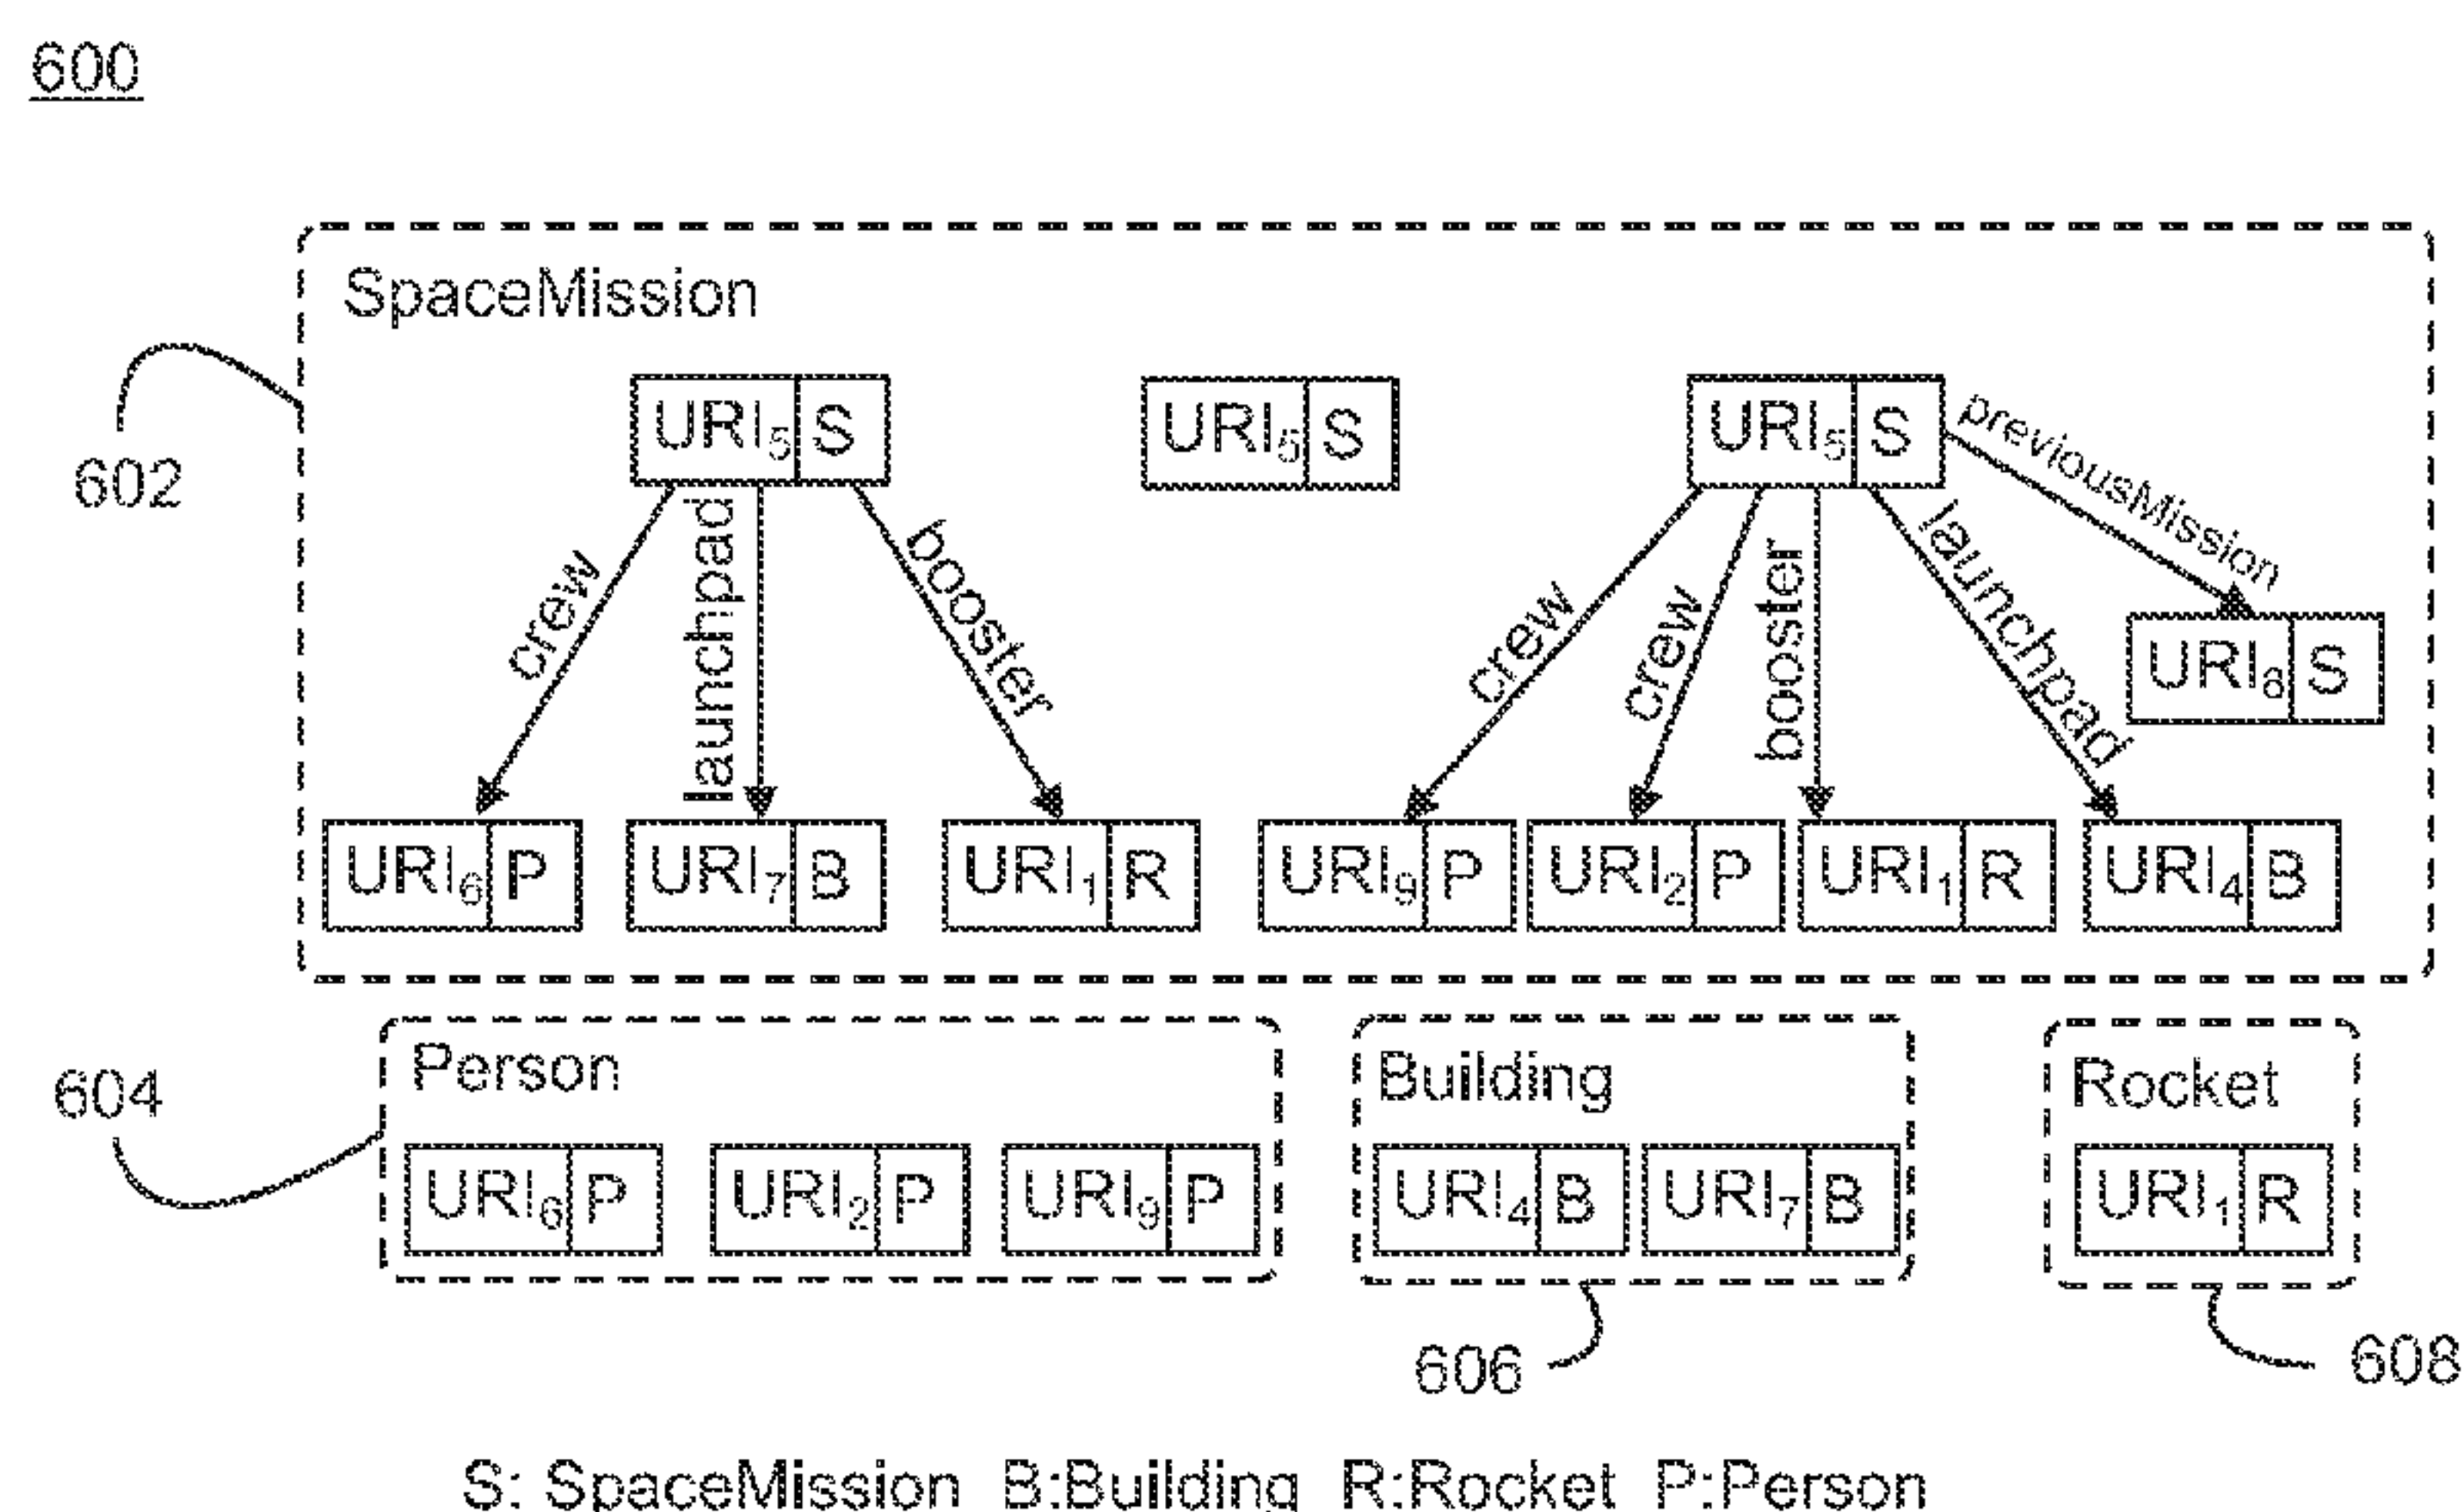 600
SpaceMission
URI₅ S
URI₅ S
URI₅ S
previousMission
crew
launchpad
booster
crew
crew
booster
launchpad
URI₈ S
URI₆ P
URI₇ B
URI₁ R
URI₉ P
URI₂ P
URI₁ R
URI₄ B
602
Person
URI₆ P
URI₂ P
URI₉ P
604
Building
URI₄ B
URI₇ B
606
Rocket
URI₁ R
608
S: SpaceMission B:Building R:Rocket P:Person